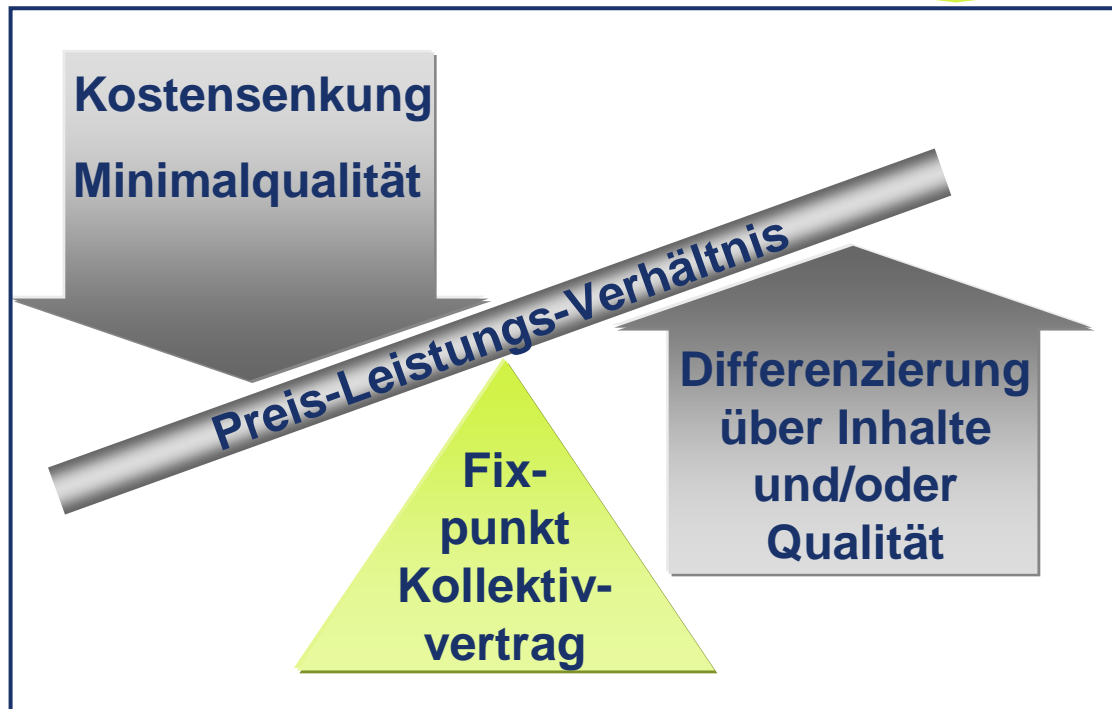 Kostensenkung
Minimalqualität
Preis-Leistungs-Verhältnis
Fix-
punkt
Kollektiv-
vertrag
Differenzierung
über Inhalte
und/oder
Qualität